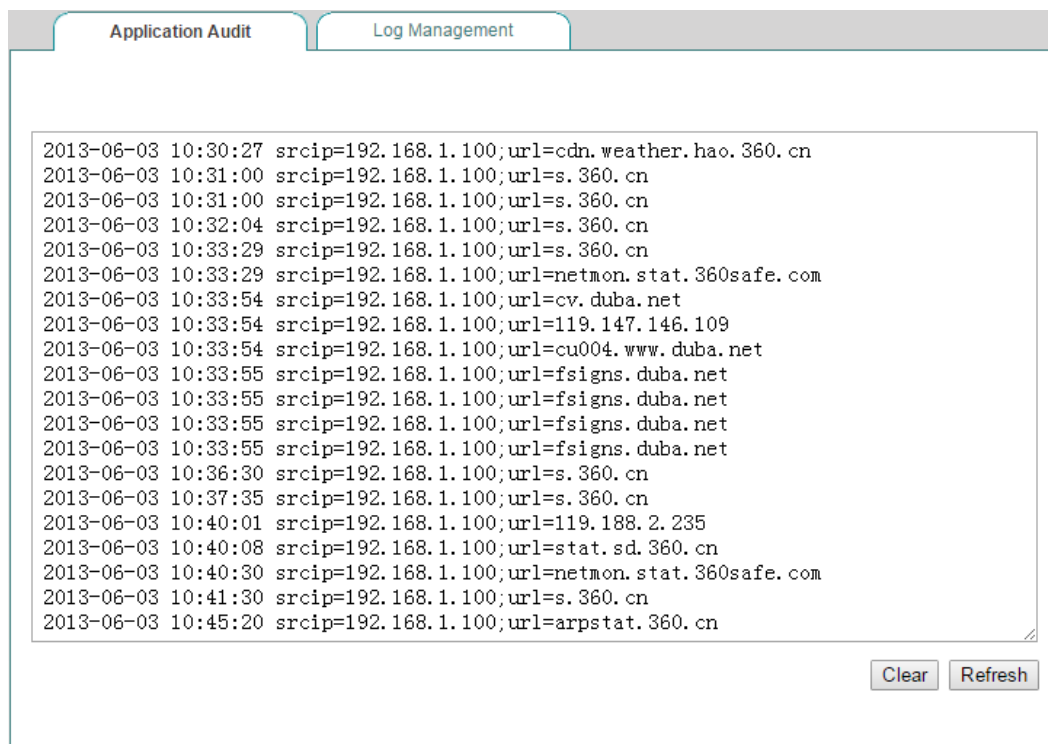 Application Audit
Log Management
2013-06-03 10:30:27 srcip=192.168.1.100;url=cdn.weather.hao.360.cn
2013-06-03 10:31:00 srcip=192.168.1.100;url=s.360.cn
2013-06-03 10:31:00 srcip=192.168.1.100;url=s.360.cn
2013-06-03 10:32:04 srcip=192.168.1.100;url=s.360.cn
2013-06-03 10:33:29 srcip=192.168.1.100;url=s.360.cn
2013-06-03 10:33:29 srcip=192.168.1.100;url=netmon.stat.360safe.com
2013-06-03 10:33:54 srcip=192.168.1.100;url=cv.duba.net
2013-06-03 10:33:54 srcip=192.168.1.100;url=119.147.146.109
2013-06-03 10:33:54 srcip=192.168.1.100;url=cu004.www.duba.net
2013-06-03 10:33:55 srcip=192.168.1.100;url=fsigns.duba.net
2013-06-03 10:33:55 srcip=192.168.1.100;url=fsigns.duba.net
2013-06-03 10:33:55 srcip=192.168.1.100;url=fsigns.duba.net
2013-06-03 10:33:55 srcip=192.168.1.100;url=fsigns.duba.net
2013-06-03 10:36:30 srcip=192.168.1.100;url=s.360.cn
2013-06-03 10:37:35 srcip=192.168.1.100;url=s.360.cn
2013-06-03 10:40:01 srcip=192.168.1.100;url=119.188.2.235
2013-06-03 10:40:08 srcip=192.168.1.100;url=stat.sd.360.cn
2013-06-03 10:40:30 srcip=192.168.1.100;url=netmon.stat.360safe.com
2013-06-03 10:41:30 srcip=192.168.1.100;url=s.360.cn
2013-06-03 10:45:20 srcip=192.168.1.100;url=arpstat.360.cn
Clear
Refresh